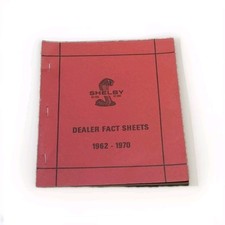 SHELBY
DEALER FACT SHEETS
1962 - 1970